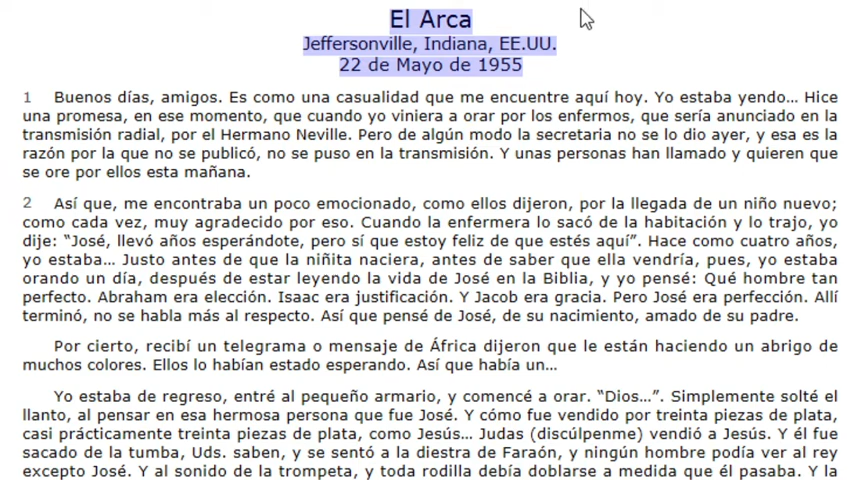 El Arca
Jeffersonville, Indiana, EE.UU.
22 de Mayo de 1955
1 Buenos días, amigos. Es como una casualidad que me encuentre aquí hoy. Yo estaba yendo... Hice
una promesa, en ese momento, que cuando yo viniera a orar por los enfermos, que sería anunciado en la
transmisión radial, por el Hermano Neville. Pero de algún modo la secretaria no se lo dio ayer, y esa es la
razón por la que no se publicó, no se puso en la transmisión. Y unas personas han llamado y quieren que
se ore por ellos esta mañana.
2 Así que, me encontraba un poco emocionado, como ellos dijeron, por la llegada de un niño nuevo;
como cada vez, muy agradecido por eso. Cuando la enfermera lo sacó de la habitación y lo trajo, yo
dije: “José, llevó años esperándote, pero sí que estoy feliz de que estés aquí”. Hace como cuatro años,
yo estaba... Justo antes de que la niñita naciera, antes de saber que ella vendría, pues, yo estaba
orando un día, después de estar leyendo la vida de José en la Biblia, y yo pensé: Qué hombre tan
perfecto. Abraham era elección. Isaac era justificación. Y Jacob era gracia. Pero José era perfección. Allí
terminó, no se habla más al respecto. Así que pensé de José, de su nacimiento, amado de su padre.
Por cierto, recibí un telegrama o mensaje de África dijeron que le están haciendo un abrigo de
muchos colores. Ellos lo habían estado esperando. Así que había un...
Yo estaba de regreso, entré al pequeño armario, y comencé a orar. “Dios...”. Simplemente solté el
llanto, al pensar en esa hermosa persona que fue José. Y cómo fue vendido por treinta piezas de plata,
casi prácticamente treinta piezas de plata, como Jesús... Judas (discúlpenme) vendió a Jesús. Y él fue
sacado de la tumba, Uds. saben, y se sentó a la diestra de Faraón, y ningún hombre podía ver al rey
excepto José. Y al sonido de la trompeta, y toda rodilla debía doblarse a medida que él pasaba. Y la